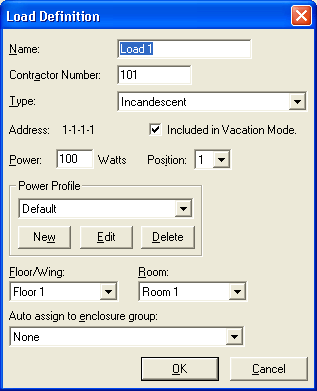 Load Definition
Name: Load 1
Contractor Number: 101
Type: Incandescent
Address: 1-1-1-1 Included in Vacation Mode.
Power: 100 Watts Position: 1
Power Profile
Default
New Edit Delete
Floor/Wing: Room:
Floor 1 Room 1
Auto assign to enclosure group:
None
OK Cancel